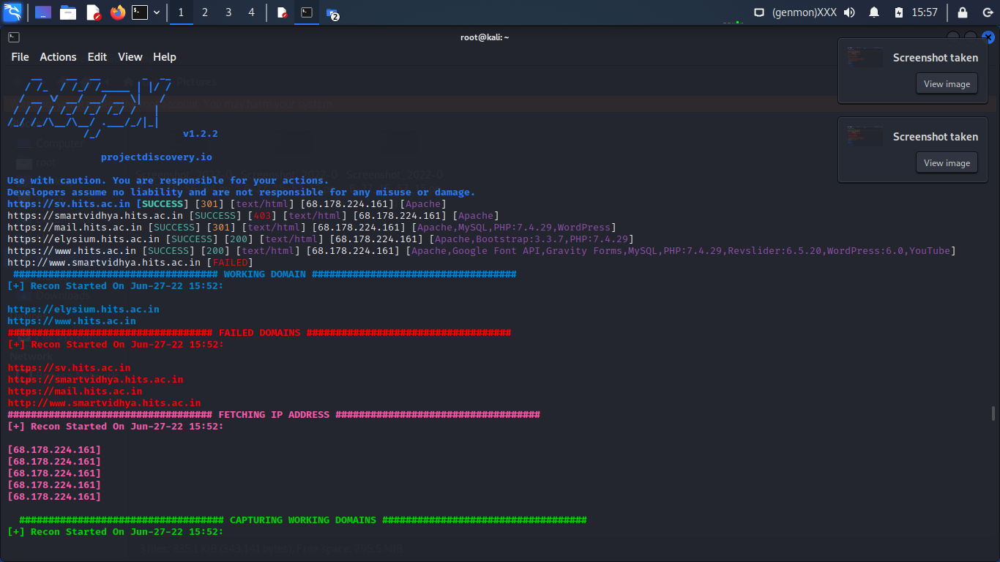 1 2 3 4 2 (genmon)XXX 15:57
root@kali: ~
File Actions Edit View Help
Screenshot taken
View image
Screenshot taken
View image
Pictures
v1.2.2
Computer
projectdiscovery.io
root
Screenshot_2022-0 Screenshot_2022-0 Screenshot_2022-0
Use with caution. You are responsible for your actions.
Developers assume no liability and are not responsible for any misuse or damage.
https://sv.hits.ac.in [SUCCESS] [301] [text/html] [68.178.224.161] [Apache]
https://smartvidhya.hits.ac.in [SUCCESS] [403] [text/html] [68.178.224.161] [Apache]
https://mail.hits.ac.in [SUCCESS] [301] [text/html] [68.178.224.161] [Apache,MySQL,PHP:7.4.29,WordPress]
https://elysium.hits.ac.in [SUCCESS] [200] [text/html] [68.178.224.161] [Apache,Bootstrap:3.3.7,PHP:7.4.29]
https://www.hits.ac.in [SUCCESS] [200] [text/html] [68.178.224.161] [Apache,Google Font API,Gravity Forms,MySQL,PHP:7.4.29,Revslider:6.5.20,WordPress:6.0,YouTube]
http://www.smartvidhya.hits.ac.in [FAILED]
################################### WORKING DOMAIN ###################################
[+] Recon Started On Jun-27-22 15:52:
Downloads
https://elysium.hits.ac.in
https://www.hits.ac.in
################################### FAILED DOMAINS ###################################
[+] Recon Started On Jun-27-22 15:52:
Network
https://sv.hits.ac.in
https://smartvidhya.hits.ac.in
https://mail.hits.ac.in
http://www.smartvidhya.hits.ac.in
################################### FETCHING IP ADDRESS ###################################
[+] Recon Started On Jun-27-22 15:52:
[68.178.224.161]
[68.178.224.161]
[68.178.224.161]
[68.178.224.161]
[68.178.224.161]
################################### CAPTURING WORKING DOMAINS ###################################
[+] Recon Started On Jun-27-22 15:52: